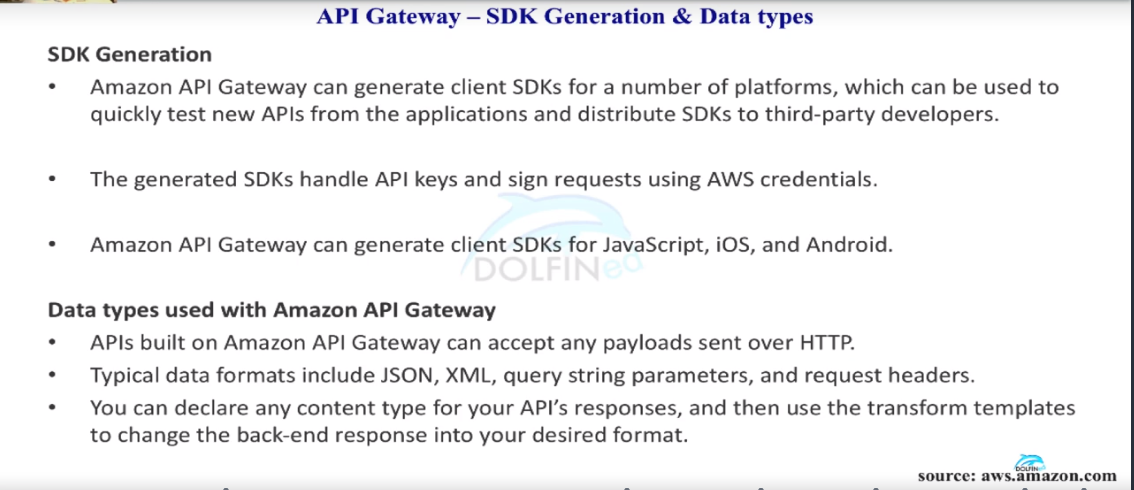 API Gateway – SDK Generation & Data types
SDK Generation
• Amazon API Gateway can generate client SDKs for a number of platforms, which can be used to
quickly test new APIs from the applications and distribute SDKs to third-party developers.
• The generated SDKs handle API keys and sign requests using AWS credentials.
• Amazon API Gateway can generate client SDKs for JavaScript, iOS, and Android.
DOLFINed
Data types used with Amazon API Gateway
• APIs built on Amazon API Gateway can accept any payloads sent over HTTP.
• Typical data formats include JSON, XML, query string parameters, and request headers.
• You can declare any content type for your API’s responses, and then use the transform templates
to change the back-end response into your desired format.
DOLFINed
source: aws.amazon.com